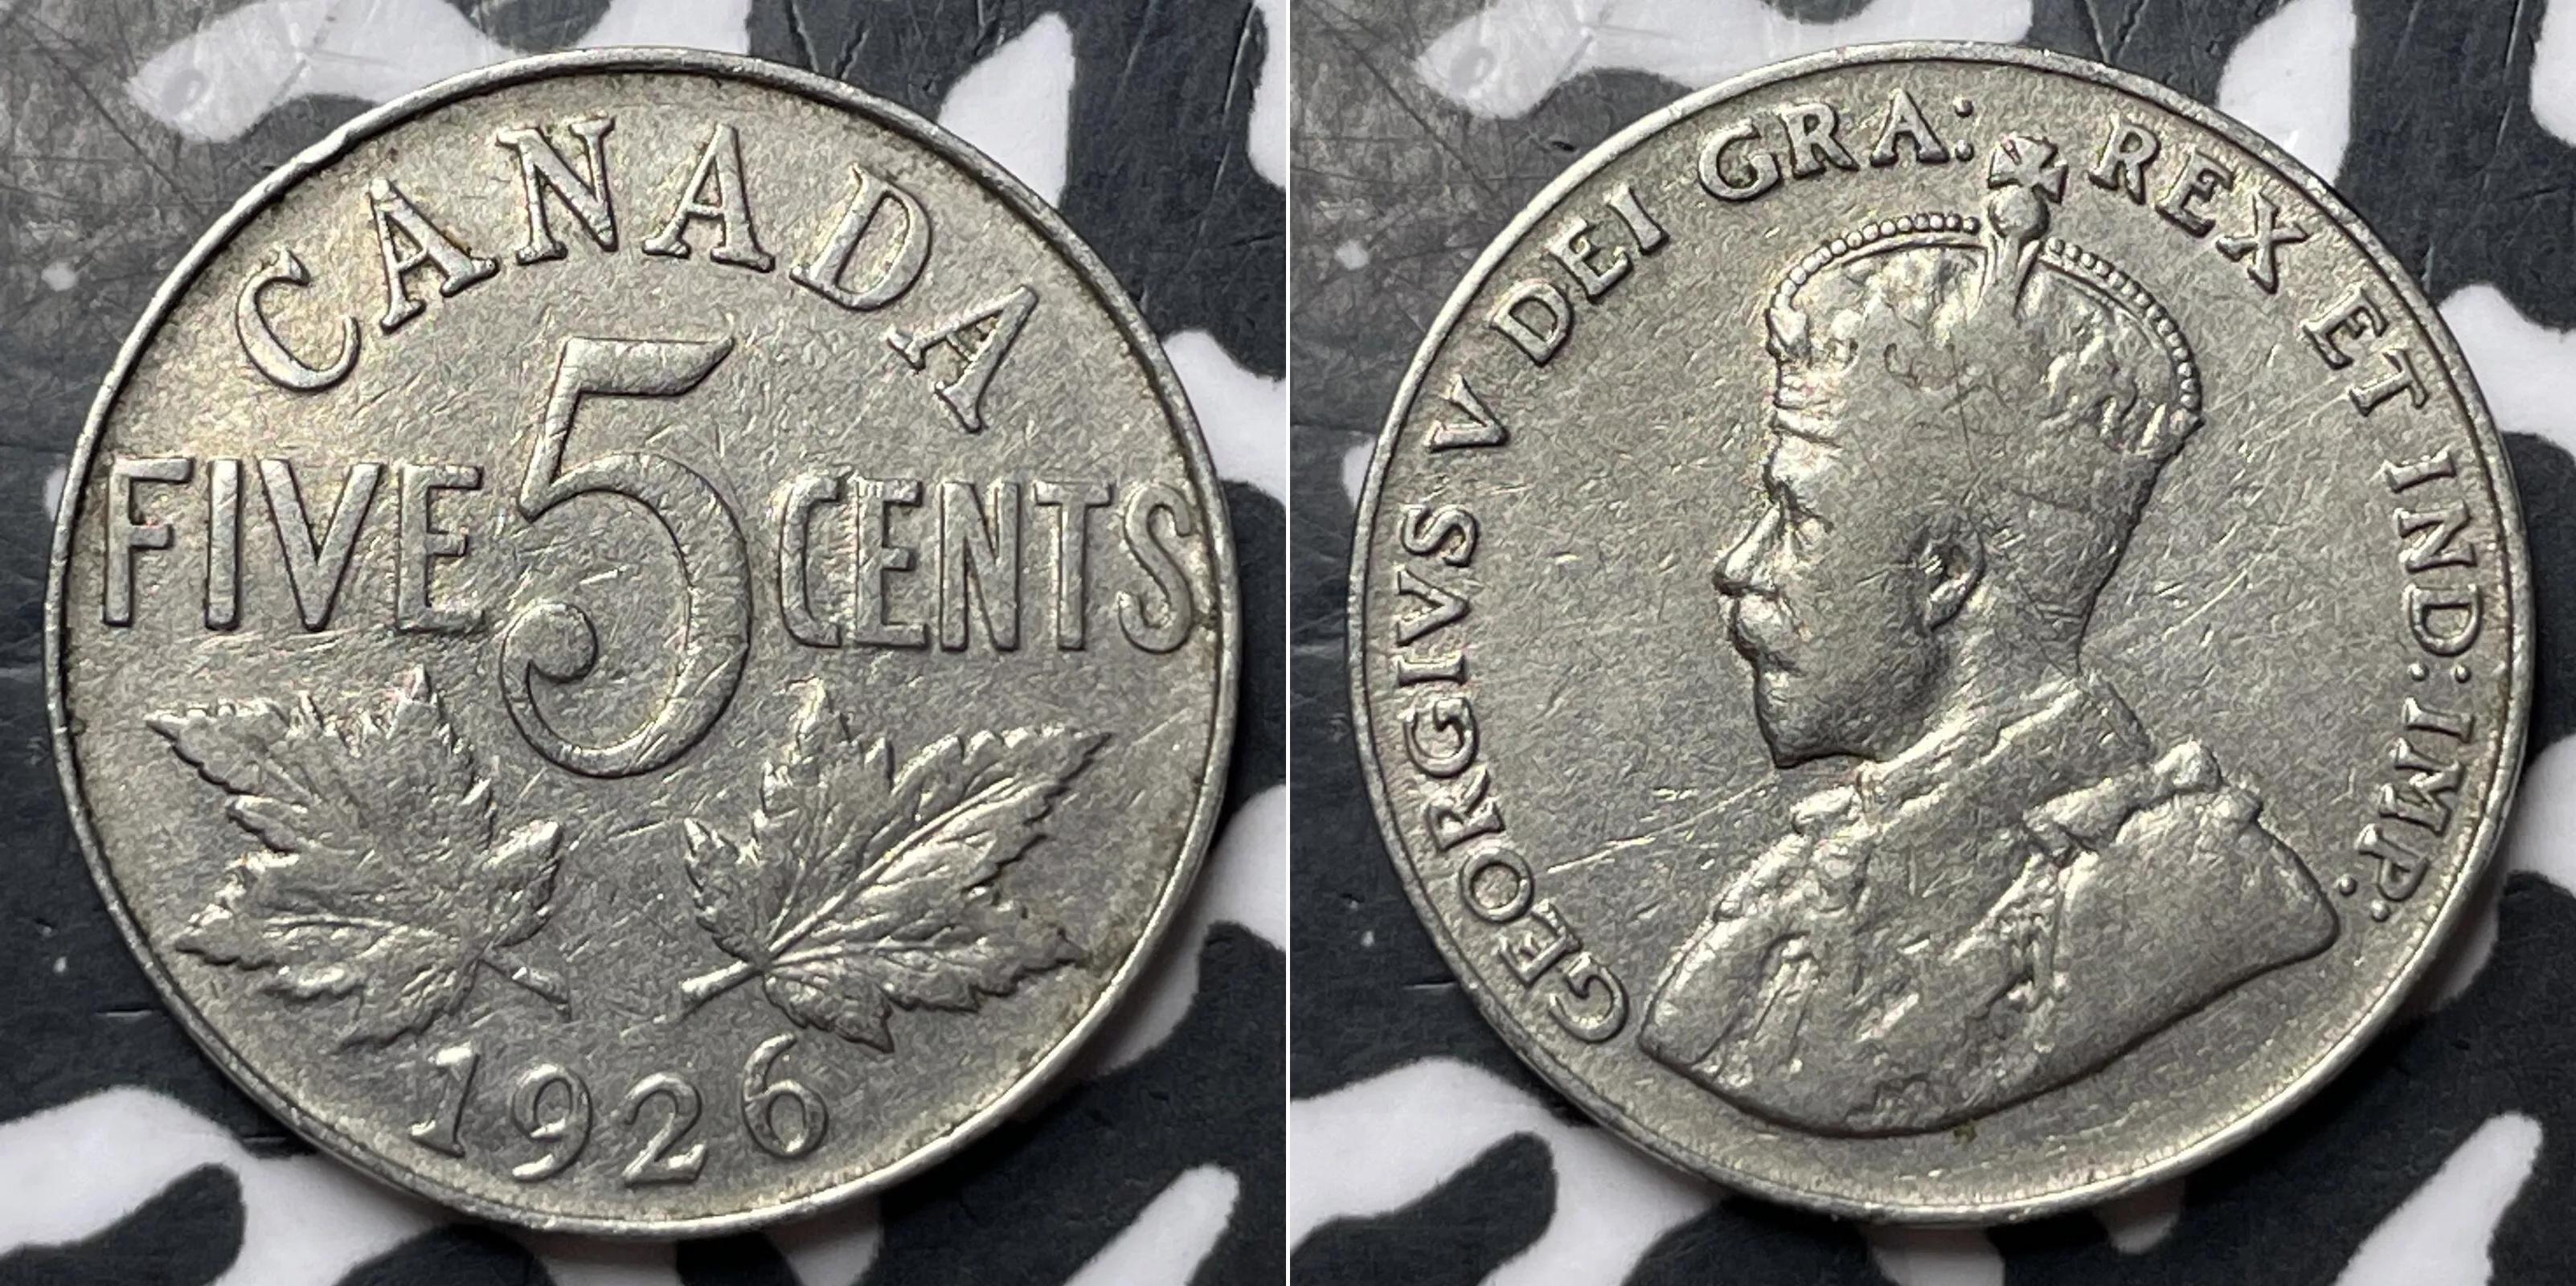 CANADA
FIVE 5 CENTS
1926
GEORGIVS V DEI GRA: REX ET IND: IMP: